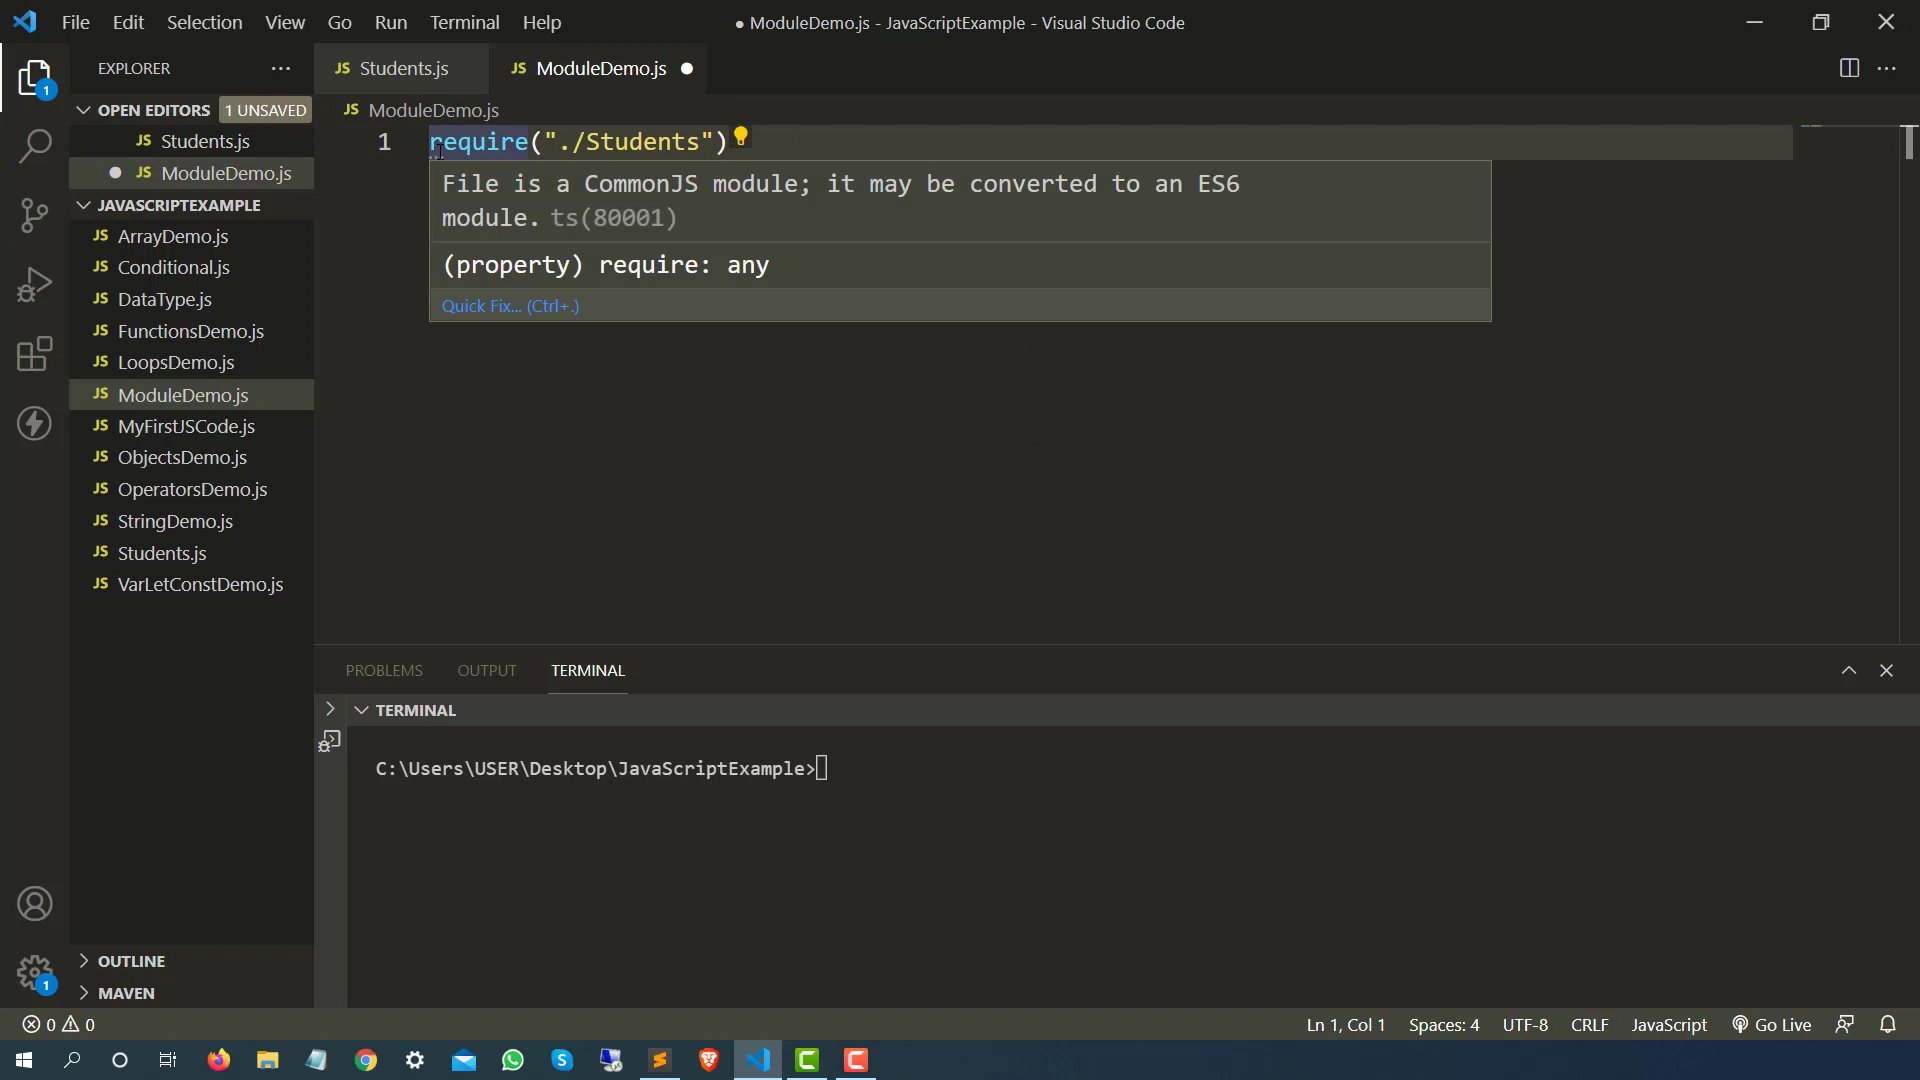 File Edit Selection View Go Run Terminal Help
● ModuleDemo.js - JavaScriptExample - Visual Studio Code
EXPLORER
JS Students.js
JS ModuleDemo.js
OPEN EDITORS 1 UNSAVED
JS Students.js
JS ModuleDemo.js
JAVASCRIPTEXAMPLE
JS ArrayDemo.js
JS Conditional.js
JS DataType.js
JS FunctionsDemo.js
JS LoopsDemo.js
JS ModuleDemo.js
JS MyFirstJSCode.js
JS ObjectsDemo.js
JS OperatorsDemo.js
JS StringDemo.js
JS Students.js
JS VarLetConstDemo.js
OUTLINE
MAVEN
1
1
JS ModuleDemo.js
1 require("./Students")
File is a CommonJS module; it may be converted to an ES6
module. ts(80001)
(property) require: any
Quick Fix... (Ctrl+.)
PROBLEMS OUTPUT TERMINAL
TERMINAL
C:\Users\USER\Desktop\JavaScriptExample>
0 0
Ln 1, Col 1 Spaces: 4 UTF-8 CRLF JavaScript Go Live